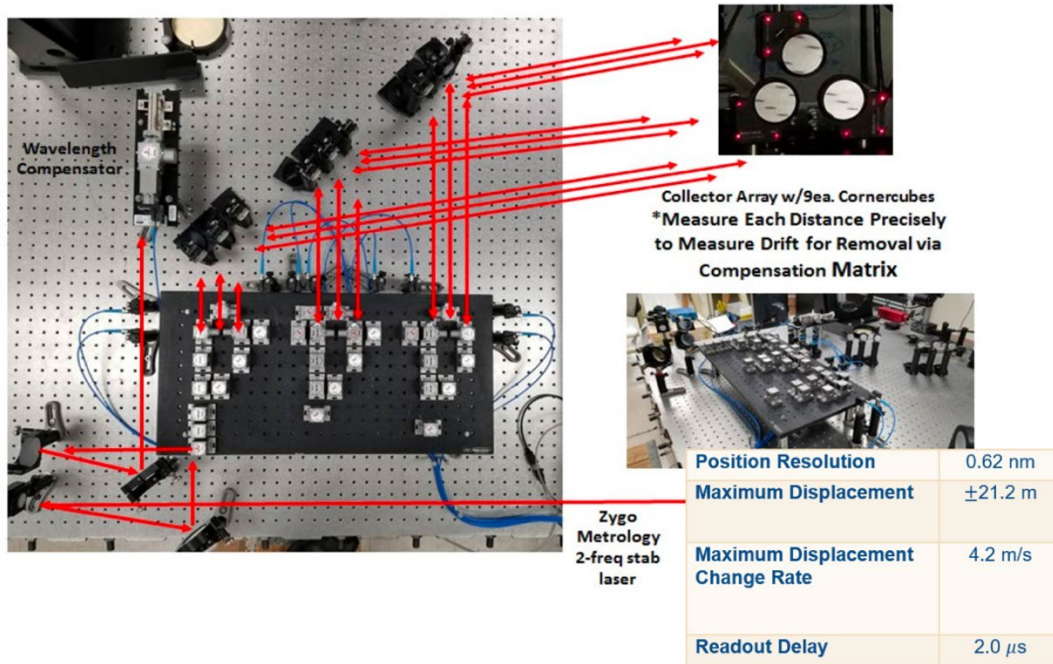 Wavelength
Compensator
Collector Array w/9ea. Cornercubes
*Measure Each Distance Precisely
to Measure Drift for Removal via
Compensation Matrix
Zygo
Metrology
2-freq stab
laser
Position Resolution 0.62 nm
Maximum Displacement ±21.2 m
Maximum Displacement 4.2 m/s
Change Rate
Readout Delay 2.0 μs